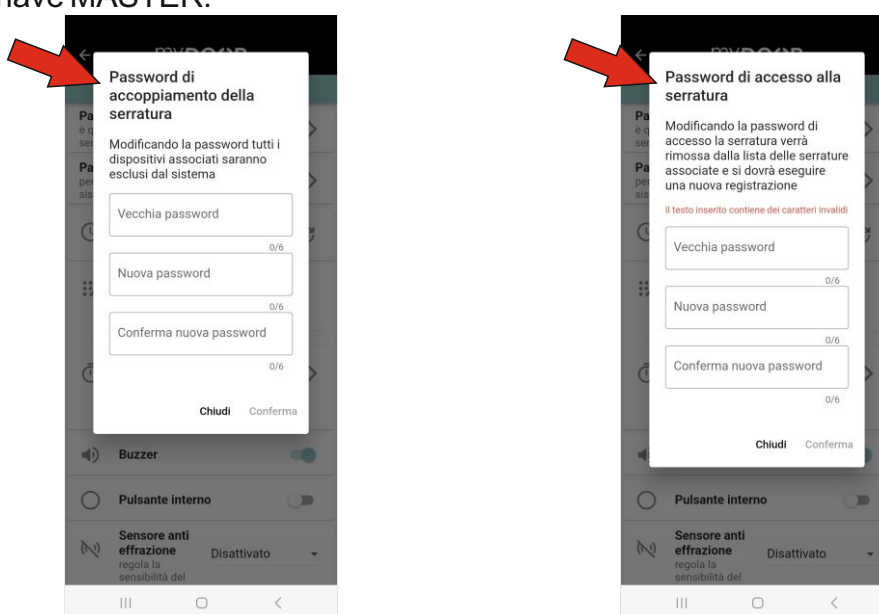 MASTER.
Password di
accoppiamento della
serratura
Modificando la password tutti i
dispositivi associati saranno
esclusi dal sistema
Vecchia password
0/6
Nuova password
0/6
Conferma nuova password
0/6
Chiudi Conferma
Buzzer
Pulsante interno
Sensore anti
effrazione
Disattivato
regola la
sensibilità del
Password di accesso alla
serratura
Modificando la password di
accesso la serratura verrà
rimossa dalla lista delle serrature
associate e si dovrà eseguire
una nuova registrazione
Il testo inserito contiene dei caratteri invalidi
Vecchia password
0/6
Nuova password
0/6
Conferma nuova password
0/6
Chiudi Conferma
Pulsante interno
Sensore anti
effrazione
Disattivato
regola la
sensibilità del